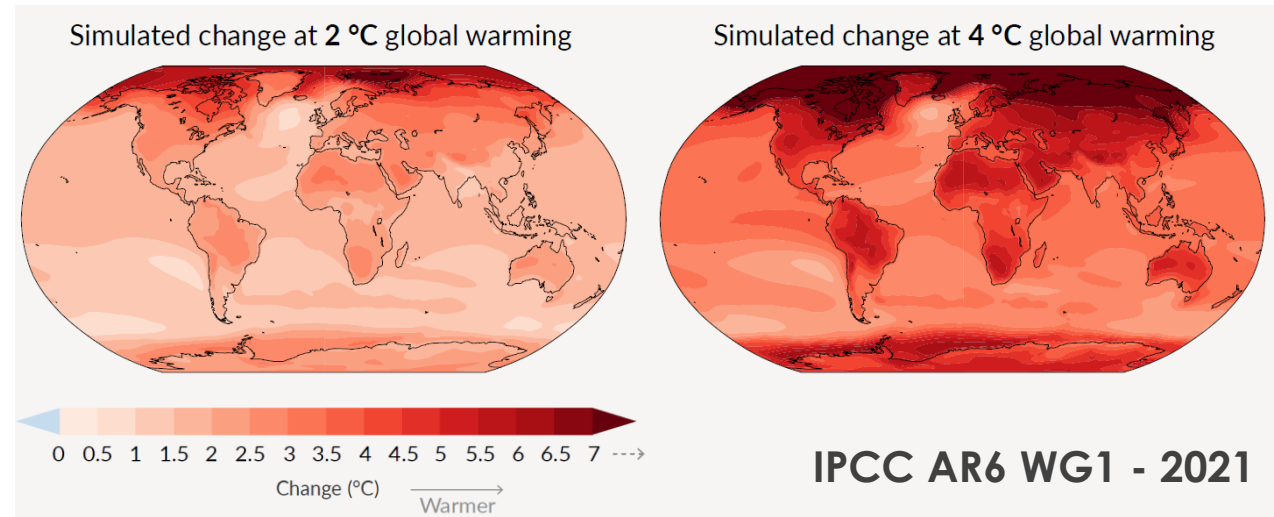 Simulated change at 2 °C global warming
Simulated change at 4 °C global warming
0 0.5 1 1.5 2 2.5 3 3.5 4 4.5 5 5.5 6 6.5 7
Change (°C)
Warmer
IPCC AR6 WG1 - 2021